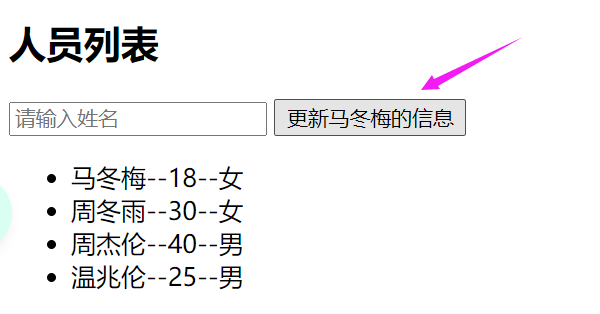 人员列表
请输入姓名 更新马冬梅的信息
马冬梅--18--女
周冬雨--30--女
周杰伦--40--男
温兆伦--25--男